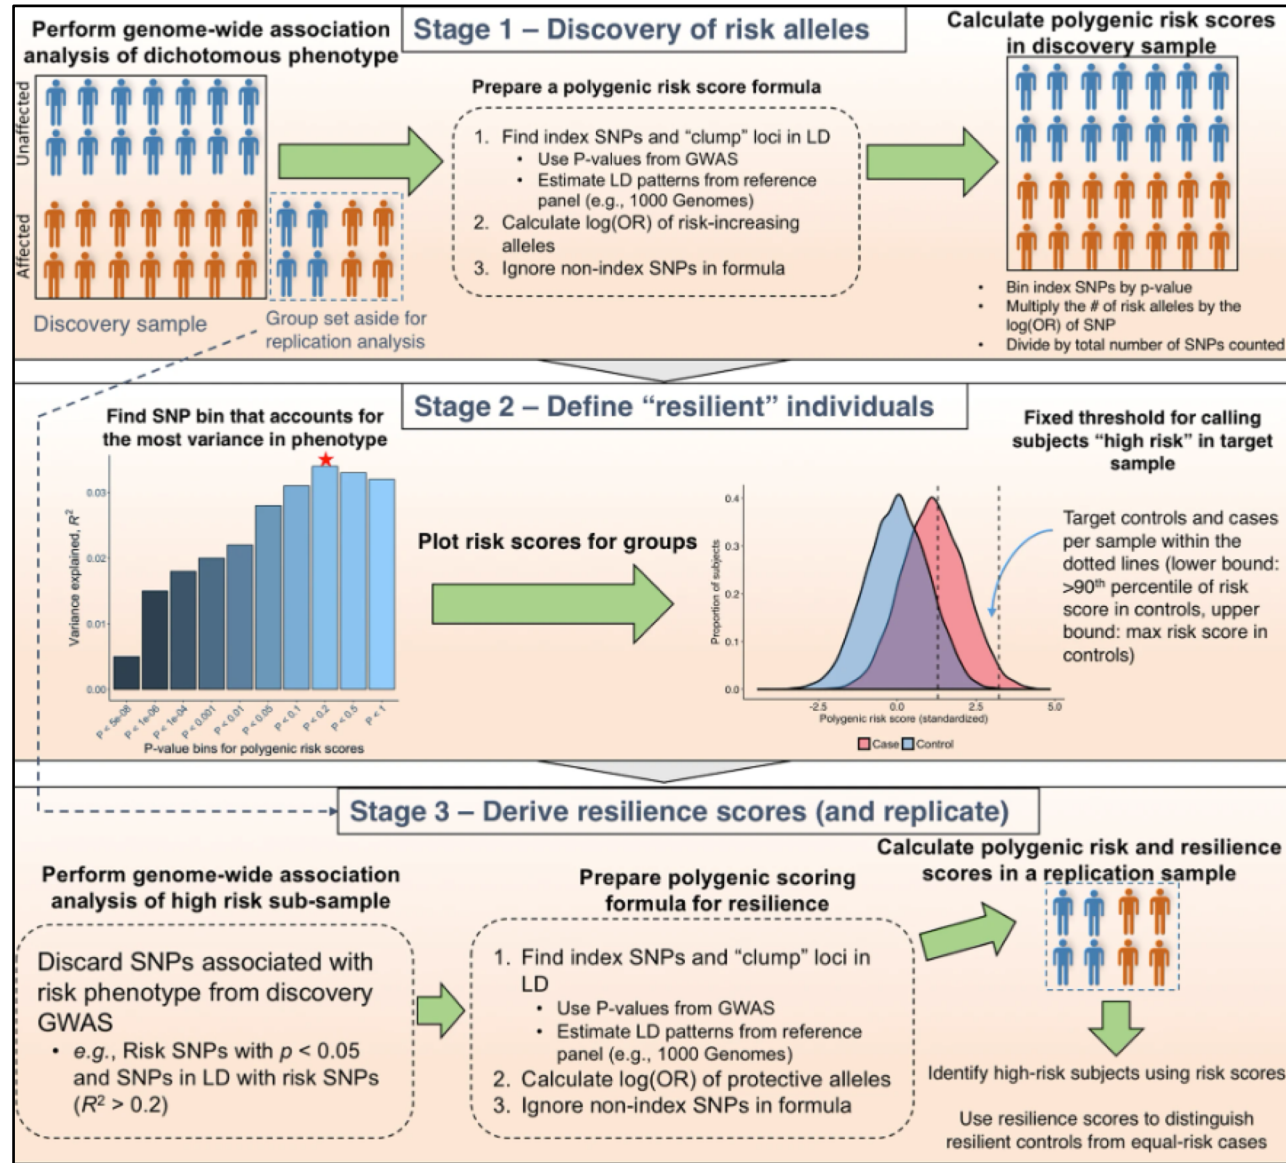 Perform genome-wide association
analysis of dichotomous phenotype
Stage 1 – Discovery of risk alleles
Calculate polygenic risk scores
in discovery sample
Unaffected
Affected
Discovery sample
Group set aside for
replication analysis
Prepare a polygenic risk score formula
1. Find index SNPs and “clump” loci in LD
• Use P-values from GWAS
• Estimate LD patterns from reference
panel (e.g., 1000 Genomes)
2. Calculate log(OR) of risk-increasing
alleles
3. Ignore non-index SNPs in formula
• Bin index SNPs by p-value
• Multiply the # of risk alleles by the
log(OR) of SNP
• Divide by total number of SNPs counted
Stage 2 – Define “resilient” individuals
Find SNP bin that accounts for
the most variance in phenotype
Variance explained, R²
0.03
0.02
0.01
0.00
P < 5e-08
P < 1e-06
P < 1e-04
P < 0.001
P < 0.01
P < 0.05
P < 0.1
P < 0.2
P < 0.5
P < 1
P-value bins for polygenic risk scores
Plot risk scores for groups
Fixed threshold for calling
subjects “high risk” in target
sample
Proportion of subjects
0.4
0.3
0.2
0.1
0.0
-2.5
0.0
2.5
5.0
Polygenic risk score (standardized)
Case Control
Target controls and cases
per sample within the
dotted lines (lower bound:
>90th percentile of risk
score in controls, upper
bound: max risk score in
controls)
Stage 3 – Derive resilience scores (and replicate)
Perform genome-wide association
analysis of high risk sub-sample
Discard SNPs associated with
risk phenotype from discovery
GWAS
• e.g., Risk SNPs with p < 0.05
and SNPs in LD with risk SNPs
(R² > 0.2)
Prepare polygenic scoring
formula for resilience
1. Find index SNPs and “clump” loci in
LD
• Use P-values from GWAS
• Estimate LD patterns from reference
panel (e.g., 1000 Genomes)
2. Calculate log(OR) of protective alleles
3. Ignore non-index SNPs in formula
Calculate polygenic risk and resilience
scores in a replication sample
Identify high-risk subjects using risk scores
Use resilience scores to distinguish
resilient controls from equal-risk cases